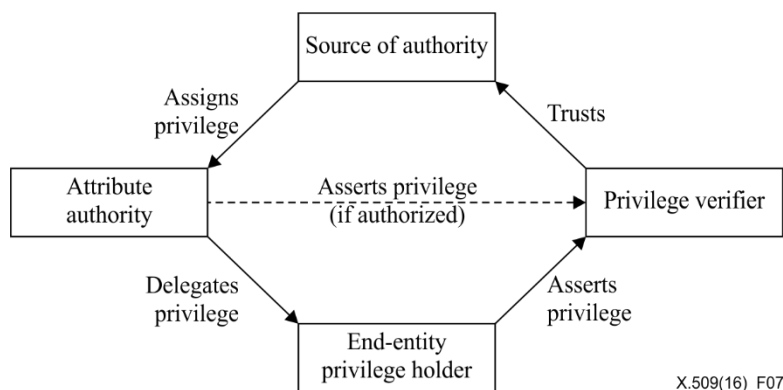 Source of authority
Assigns
privilege
Trusts
Attribute
authority
Asserts privilege
(if authorized)
Privilege verifier
Delegates
privilege
Asserts
privilege
End-entity
privilege holder
X.509(16)_F07